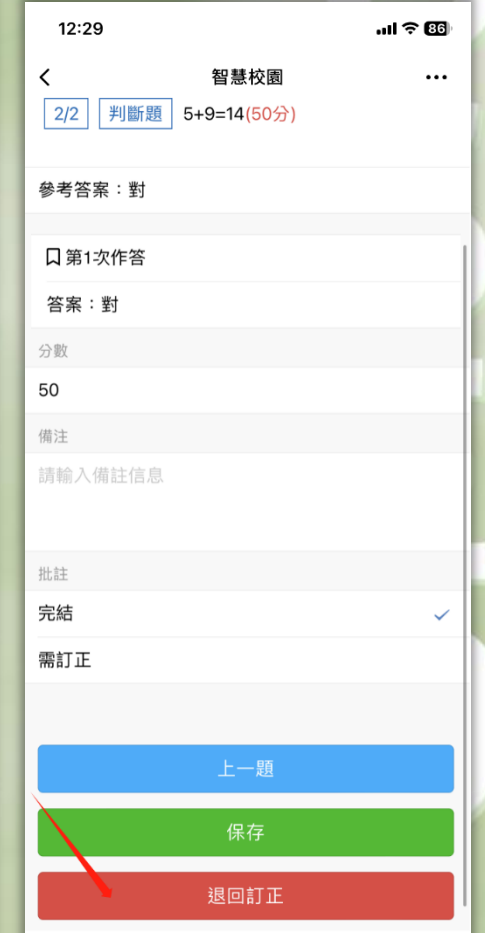 12:29
86
智慧校園
2/2 判斷題 5+9=14(50分)
參考答案：對
第1次作答
答案：對
分數
50
備注
請輸入備註信息
批註
完結
需訂正
上一題
保存
退回訂正